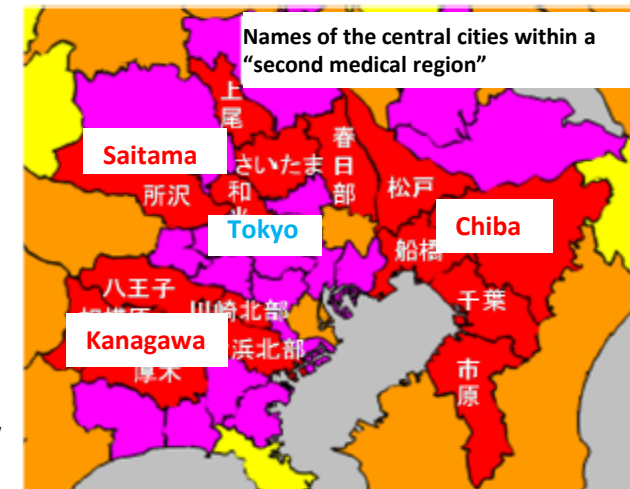 Names of the central cities within a
“second medical region”
上尾
春日部
Saitama
さいたま
所沢
和
松戸
Tokyo
Chiba
船橋
八王子
千葉
川崎北部
Kanagawa
浜北部
厚木
市原